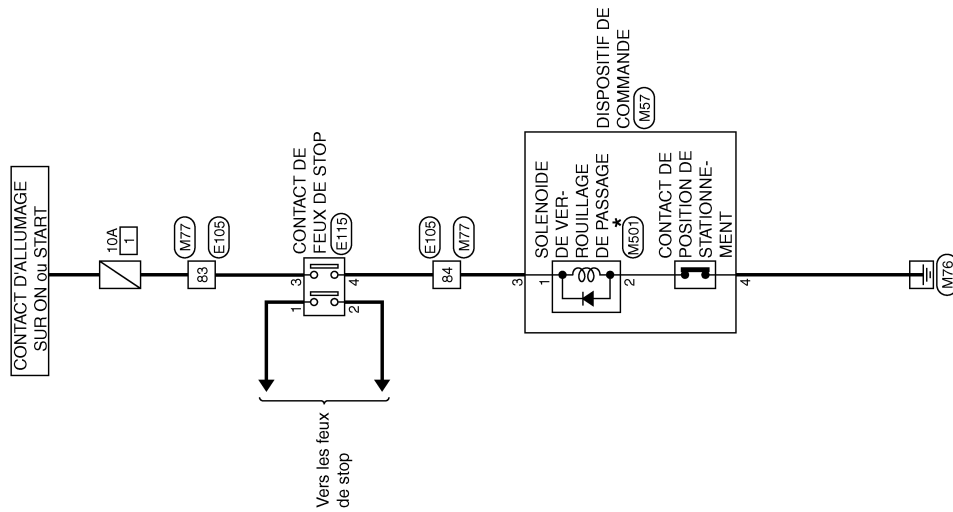 CONTACT D'ALLUMAGE
SUR ON ou START
10A
1
M77
83
E105
CONTACT DE
FEUX DE STOP
E115
3
1
4
2
Vers les feux
de stop
E105
84
M77
DISPOSITIF DE
COMMANDE
M57
3
SOLENOIDE
DE VER-
ROUILLAGE
DE PASSAGE
*
M501
1
2
CONTACT DE
POSITION DE
STATIONNE-
MENT
4
M76